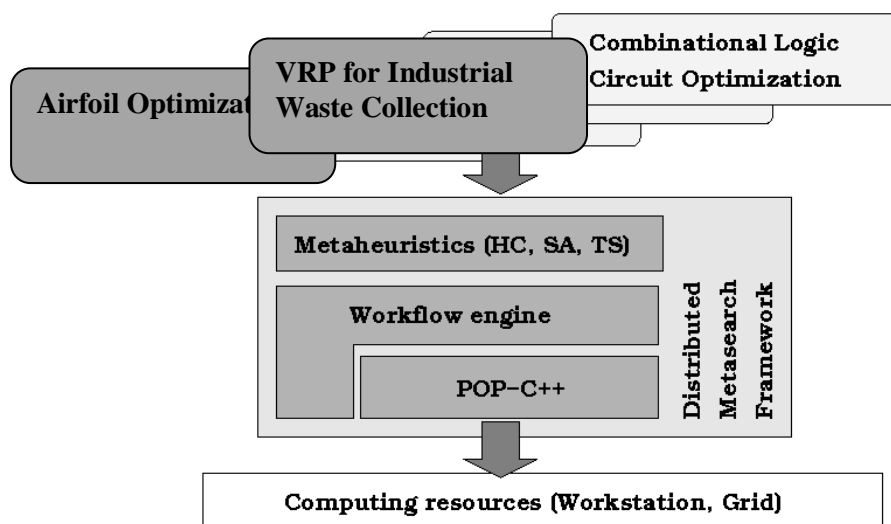 Airfoil Optimizat
VRP for Industrial
Waste Collection
Combinational Logic
Circuit Optimization
Metaheuristics (HC, SA, TS)
Workflow engine
POP-C++
Distributed
Metasearch
Framework
Computing resources (Workstation, Grid)